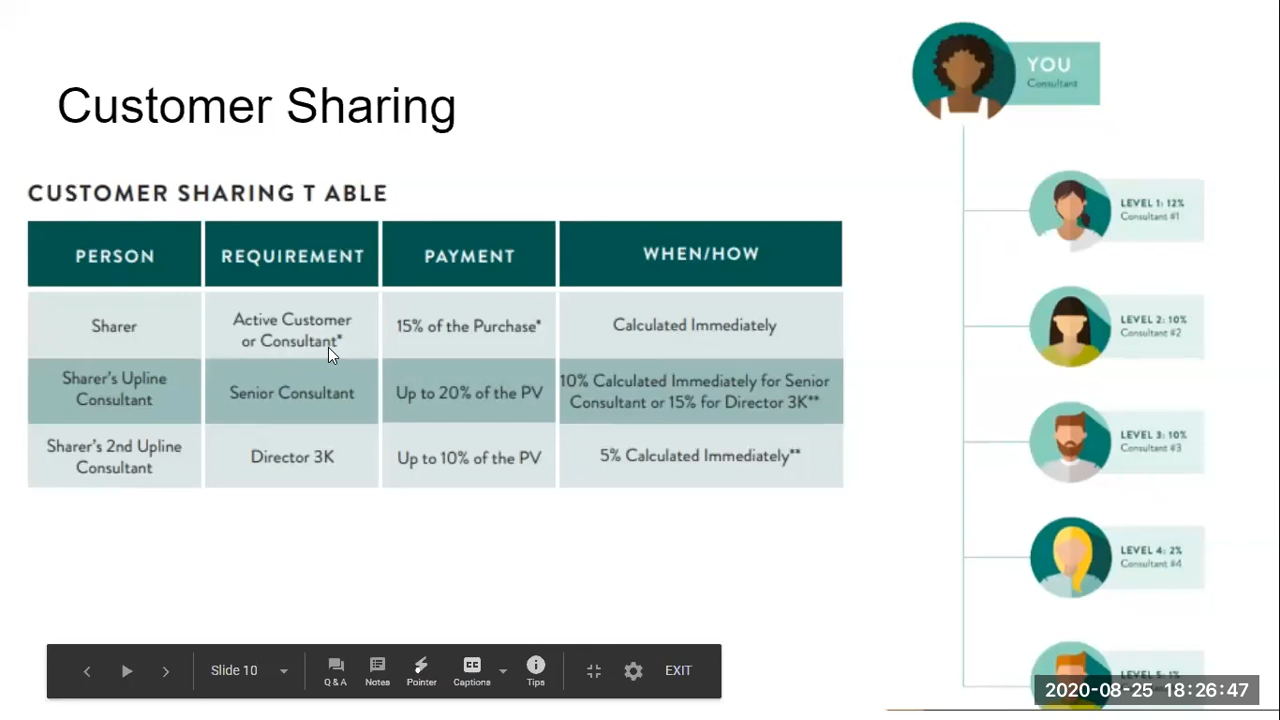 Customer Sharing
CUSTOMER SHARING T ABLE
PERSON
REQUIREMENT
PAYMENT
WHEN/HOW
Sharer
Active Customer
or Consultant*
15% of the Purchase*
Calculated Immediately
Sharer's Upline
Consultant
Senior Consultant
Up to 20% of the PV
10% Calculated Immediately for Senior
Consultant or 15% for Director 3K**
Sharer's 2nd Upline
Consultant
Director 3K
Up to 10% of the PV
5% Calculated Immediately**
YOU
Consultant
LEVEL 1: 12%
Consultant #1
LEVEL 2: 10%
Consultant #2
LEVEL 3: 10%
Consultant #3
LEVEL 4: 2%
Consultant #4
LEVEL 5: 1%
Slide 10
Q & A
Notes
Pointer
CC
Captions
Tips
EXIT
2020-08-25 18:26:47